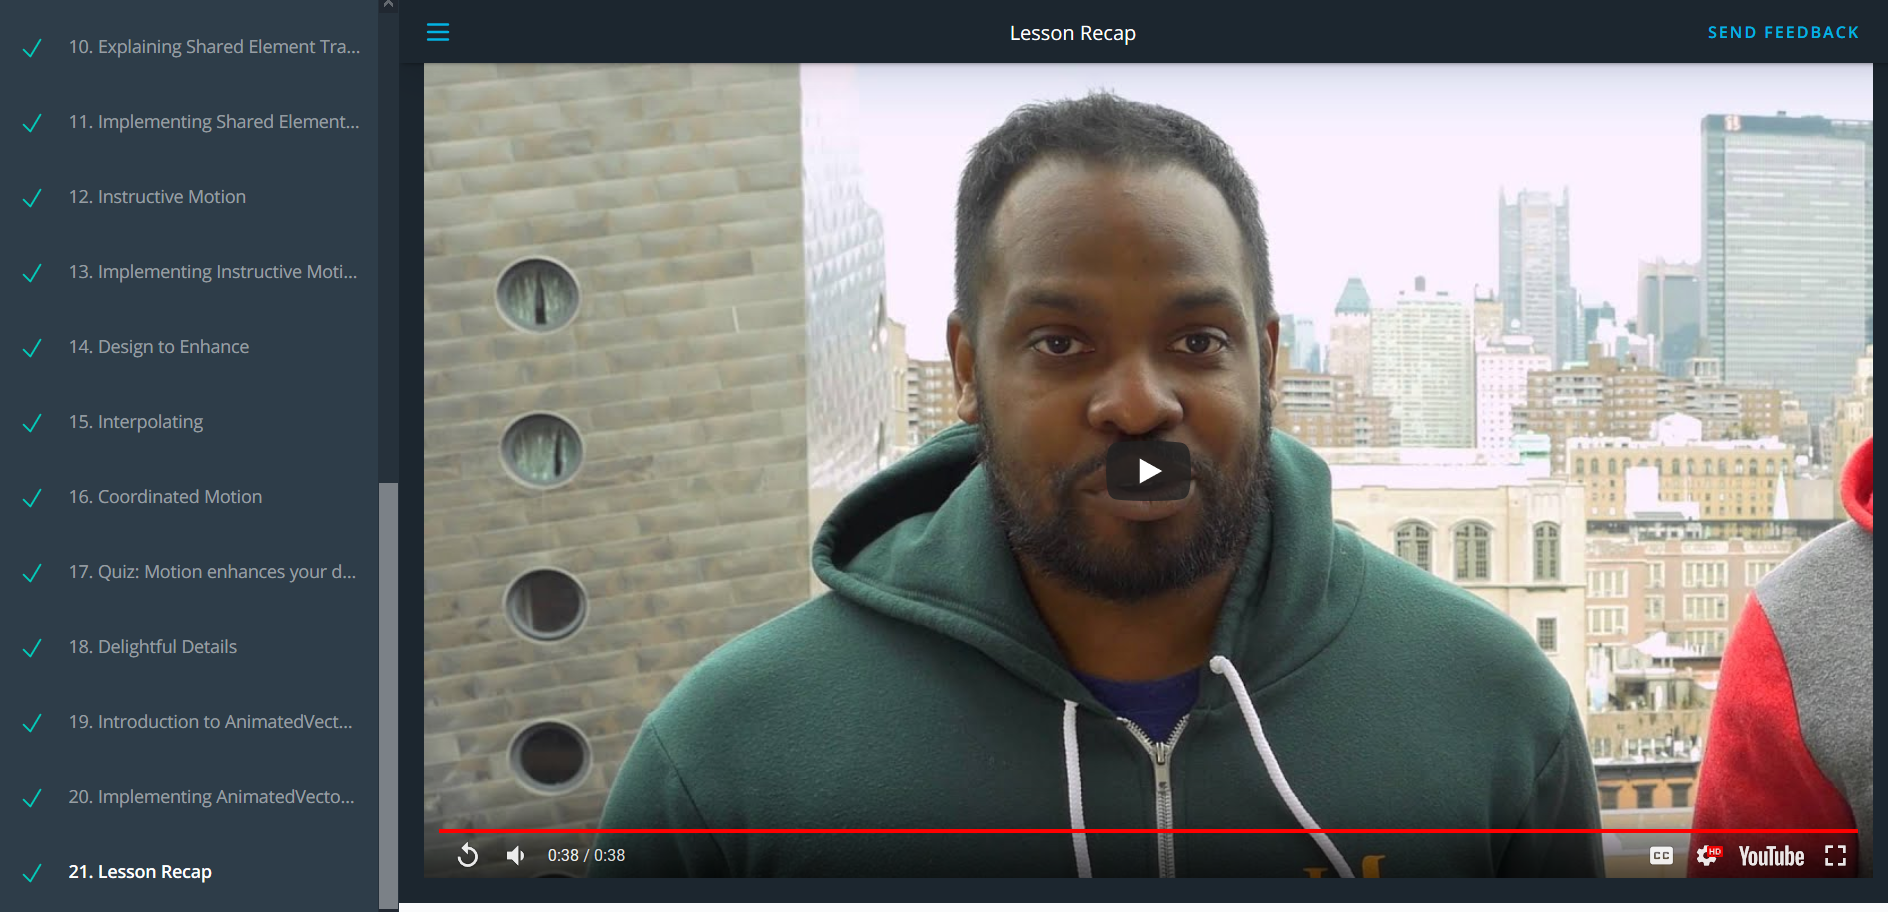 10. Explaining Shared Element Tra...
11. Implementing Shared Element...
12. Instructive Motion
13. Implementing Instructive Moti...
14. Design to Enhance
15. Interpolating
16. Coordinated Motion
17. Quiz: Motion enhances your d...
18. Delightful Details
19. Introduction to AnimatedVect...
20. Implementing AnimatedVecto...
21. Lesson Recap
Lesson Recap
SEND FEEDBACK
0:38 / 0:38
CC
HD
YouTube